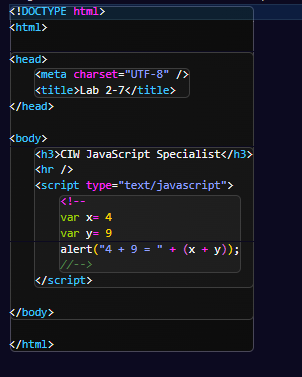 <!DOCTYPE html>
<html>
<head>
<meta charset="UTF-8" />
<title>Lab 2-7</title>
</head>
<body>
<h3>CIW JavaScript Specialist</h3>
<hr />
<script type="text/javascript">
<!--
var x= 4
var y= 9
alert("4 + 9 = " + (x + y));
//-->
</script>
</body>
</html>